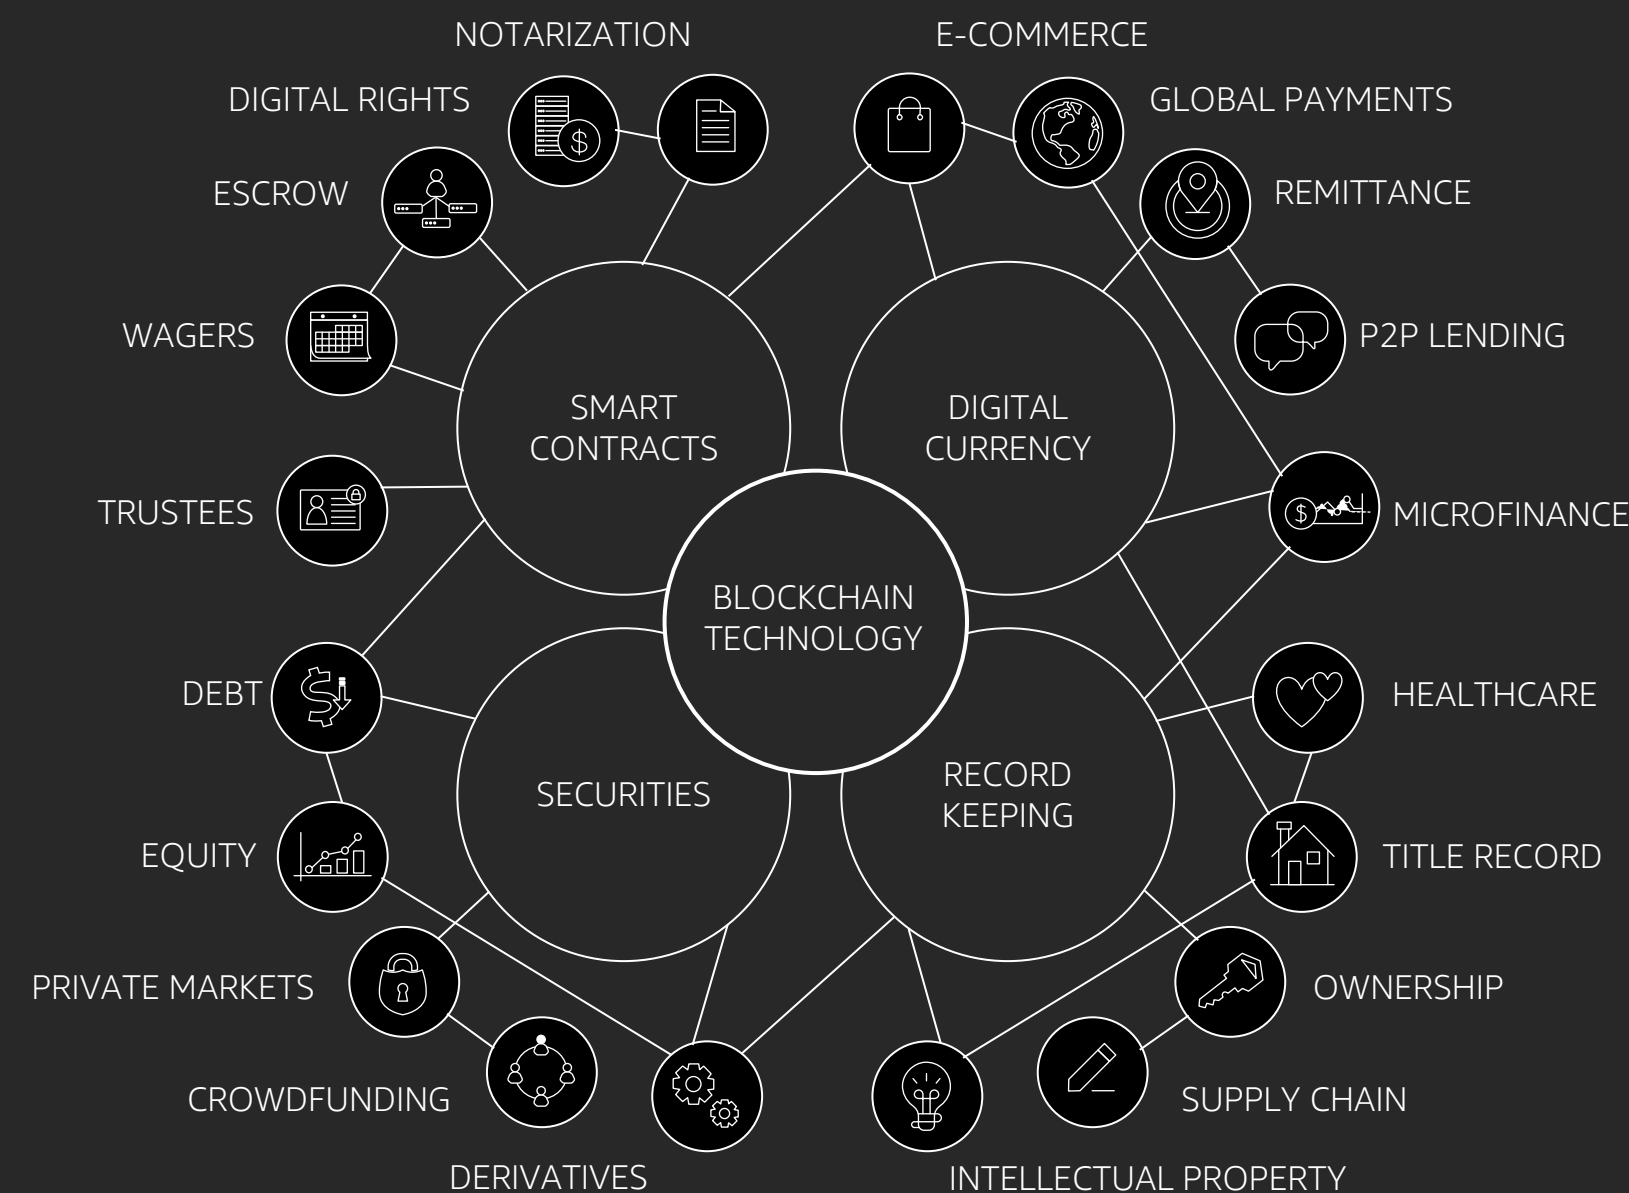 NOTARIZATION
E-COMMERCE
DIGITAL RIGHTS
GLOBAL PAYMENTS
ESCROW
REMITTANCE
WAGERS
P2P LENDING
SMART
CONTRACTS
DIGITAL
CURRENCY
TRUSTEES
MICROFINANCE
BLOCKCHAIN
TECHNOLOGY
DEBT
HEALTHCARE
SECURITIES
RECORD
KEEPING
EQUITY
TITLE RECORD
PRIVATE MARKETS
OWNERSHIP
CROWDFUNDING
SUPPLY CHAIN
DERIVATIVES
INTELLECTUAL PROPERTY